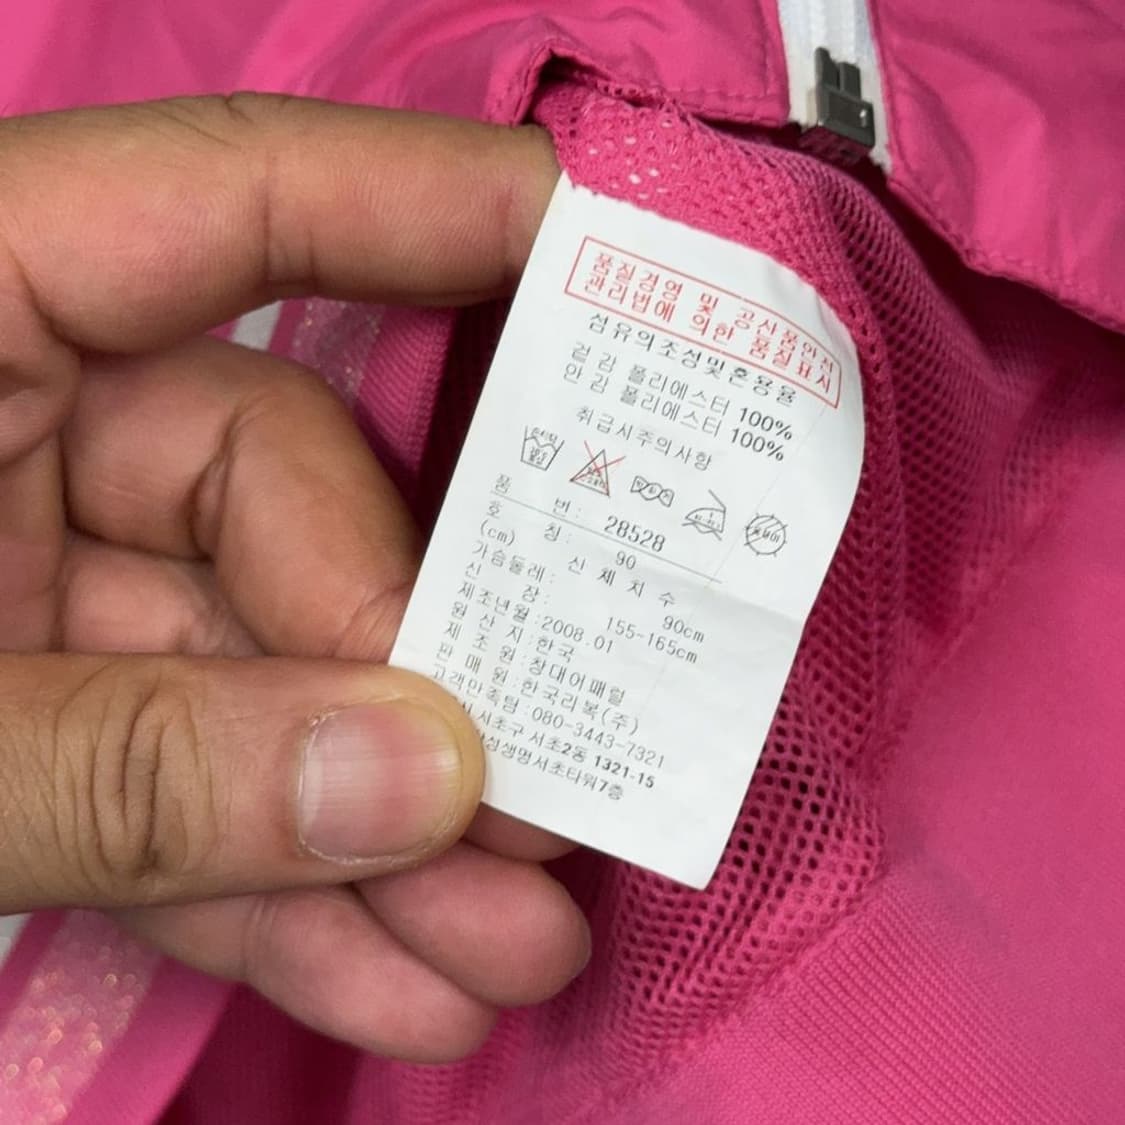 품질경영 및 공산품안전
관리법에 의한 품질표시
섬유의조성및혼용율
겉 감 폴리에스터 100%
안 감 폴리에스터 100%
취급시주의사항
품 번: 28528
호 칭: 90
(cm) 신 체 치 수
가슴둘레: 90cm
신 장: 155-165cm
제조년월:2008.01
원 산 지:한국
제 조 원:창대어패럴
판 매 원:한국리복(주)
고객만족팀:080-3443-7321
시 서초구 서초2동 1321-15
삼성생명서초타워7층